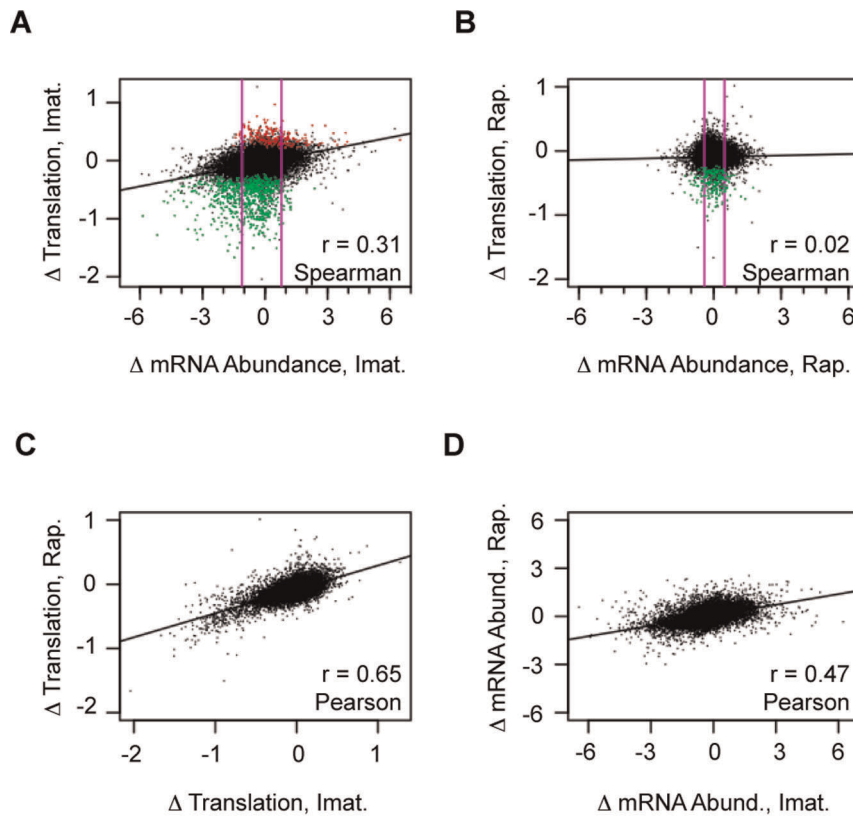 A
Δ Translation, Imat.
1
0
-1
-2
r = 0.31
Spearman
-6 -3 0 3 6
Δ mRNA Abundance, Imat.
B
Δ Translation, Rap.
1
0
-1
-2
r = 0.02
Spearman
-6 -3 0 3 6
Δ mRNA Abundance, Rap.
C
Δ Translation, Rap.
1
0
-1
-2
r = 0.65
Pearson
-2 -1 0 1
Δ Translation, Imat.
D
Δ mRNA Abund., Rap.
6
3
0
-3
-6
r = 0.47
Pearson
-6 -3 0 3 6
Δ mRNA Abund., Imat.